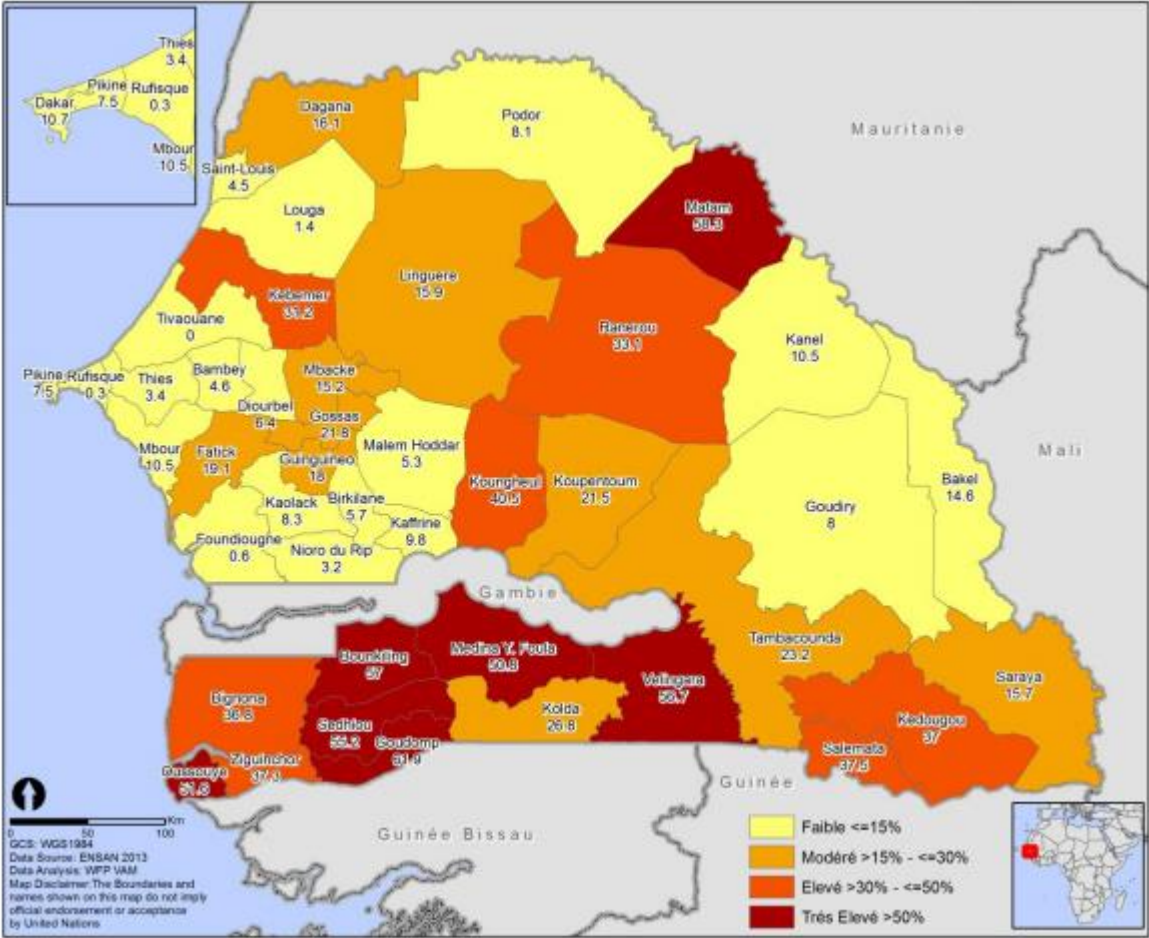 Thiès
3.4
Pikine
7.5
Rufisque
0.3
Dakar
10.7
Mbour
10.5
Dagana
16.1
Podor
8.1
Mauritanie
Saint-Louis
4.5
Louga
1.4
Matam
58.3
Linguere
15.9
Kebemer
31.2
Ranerou
33.1
Tivaouane
0
Kanel
10.5
Pikine
7.5
Rufisque
0.3
Thies
3.4
Bambey
4.6
Mbacke
15.2
Diourbel
6.4
Gossas
21.8
Mbour
10.5
Fatick
19.1
Guinguineo
18
Malem Hoddar
5.3
Koungheul
40.5
Koupentoum
21.5
Goudiry
8
Bakel
14.6
Mali
Kaolack
8.3
Birkilane
5.7
Kaffrine
9.8
Foundiougne
0.6
Nioro du Rip
3.2
Gambie
Bounkiling
57
Medina Y. Foula
50.8
Velingara
56.7
Tambacounda
23.2
Saraya
15.7
Bignona
36.8
Sedhiou
55.2
Goudomp
51.9
Kolda
26.8
Kedougou
37
Salemata
37.5
Oussouye
Ziguinchor
37.3
Guinée
Guinée Bissau
Km
0 50 100
GCS: WGS1984
Data Source: ENSAN 2013
Data Analysis: WFP VAM
Map Disclaimer:The Boundaries and
names shown on this map do not imply
official endorsement or acceptance
by United Nations
Faible <=15%
Modéré >15% - <=30%
Elevé >30% - <=50%
Trés Elevé >50%